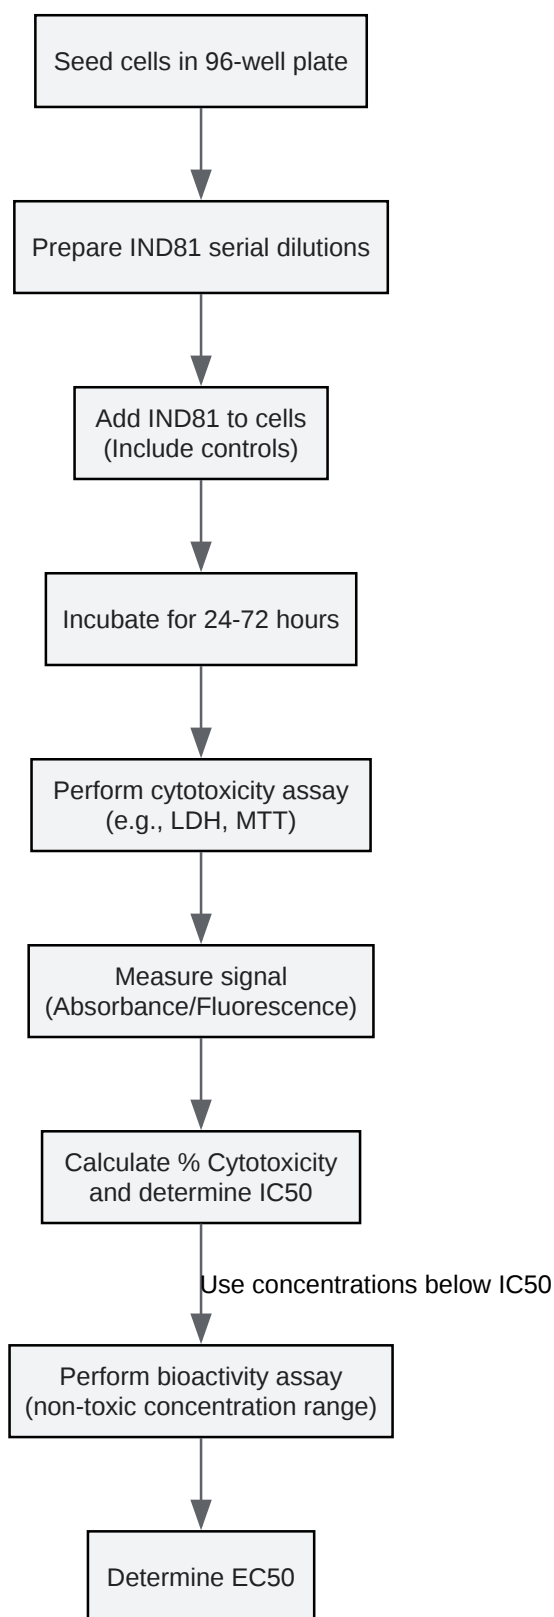 Seed cells in 96-well plate
Prepare IND81 serial dilutions
Add IND81 to cells
(Include controls)
Incubate for 24-72 hours
Perform cytotoxicity assay
(e.g., LDH, MTT)
Measure signal
(Absorbance/Fluorescence)
Calculate % Cytotoxicity
and determine IC50
Use concentrations below IC50
Perform bioactivity assay
(non-toxic concentration range)
Determine EC50